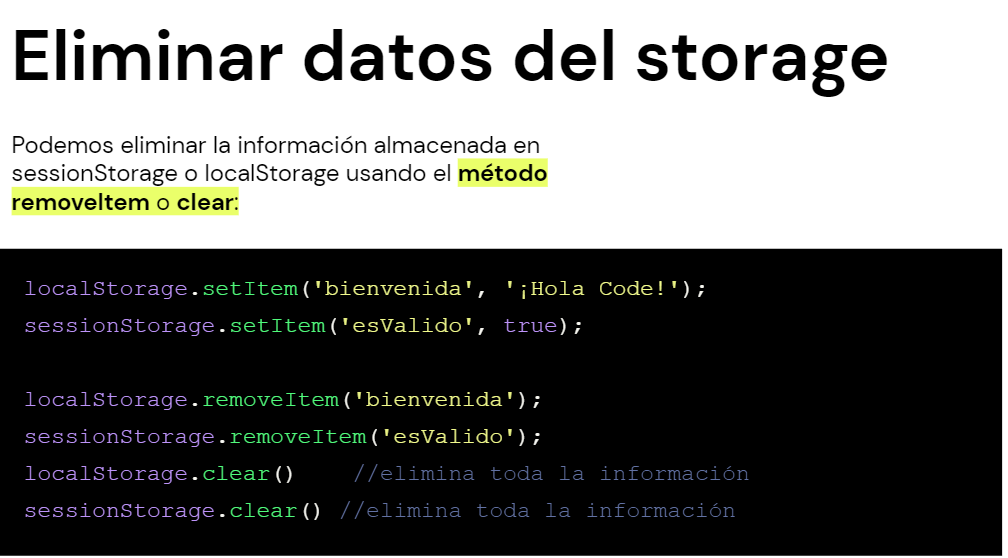 Eliminar datos del storage
Podemos eliminar la información almacenada en
sessionStorage o localStorage usando el método
removeItem o clear:
localStorage.setItem('bienvenida', '¡Hola Code!');
sessionStorage.setItem('esValido', true);
localStorage.removeItem('bienvenida');
sessionStorage.removeItem('esValido');
localStorage.clear()    //elimina toda la información
sessionStorage.clear() //elimina toda la información